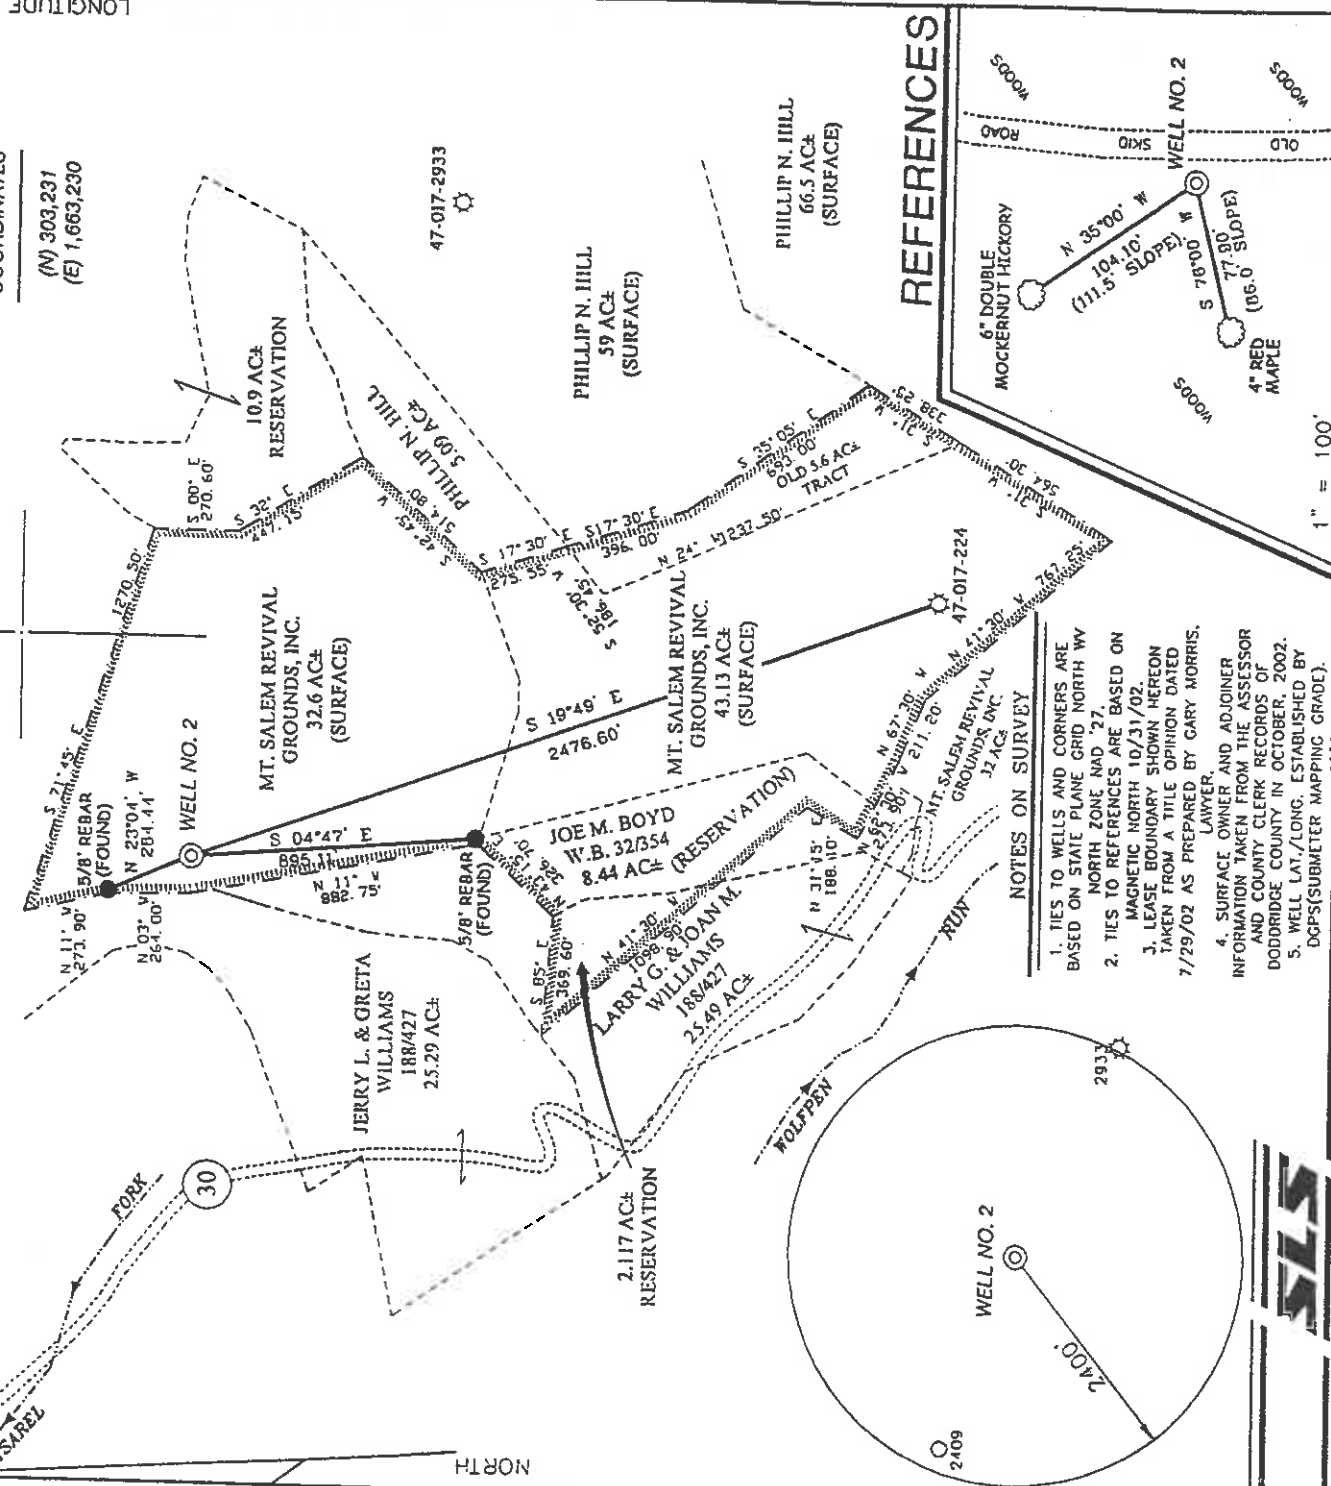 LONGITUDE
(N) 303,231
(E) 1,663,230
47-017-2933
10.9 AC±
RESERVATION
PHILLIP N. HILL
5.09 AC±
PHILLIP N. HILL
59 AC±
(SURFACE)
PHILLIP N. HILL
66.5 AC±
(SURFACE)
S 71°45' E
1270.50'
S 00° E
270.60'
S 32° E
447.15'
S 42°45' W
514.80'
S 17°30' E
275.55'
S17°30' E
396.00'
S 52°30' W
186.45'
N 24° W
1237.50'
S 35°05' E
693.00'
OLD 5.6 AC±
TRACT
S 31° W
338.25'
S 31° W
564.30'
MT. SALEM REVIVAL
GROUNDS, INC.
32.6 AC±
(SURFACE)
WELL NO. 2
5/8' REBAR
(FOUND)
N 23°04' W
284.44'
N 11° W
273.90'
N 03° W
264.00'
S 04°47' E
895.11'
N 11° W
882.75'
S 19°49' E
2476.60'
MT. SALEM REVIVAL
GROUNDS, INC.
43.13 AC±
(SURFACE)
47-017-224
5/8' REBAR
(FOUND)
JOE M. BOYD
W.B. 32/354
8.44 AC± (RESERVATION)
S 85° E
369.60'
N 41°30' W
1098.90'
N 31°15' E
188.10'
N 67°30' W
211.20'
N 41°30' W
767.25'
MT. SALEM REVIVAL
GROUNDS, INC.
32 AC±
LARRY G. & JOAN M.
WILLIAMS
188/427
25.49 AC±
JERRY L. & GRETA
WILLIAMS
188/427
25.29 AC±
2.117 AC±
RESERVATION
30
FORK
WOLFPEN
RUN
NORTH
REFERENCES
6" DOUBLE
MOCKERNUT HICKORY
N 35°00' W
104.10'
(111.5' SLOPE)
S 76°00' W
77.90'
(86.0' SLOPE)
4" RED
MAPLE
WELL NO. 2
OLD
SKID
ROAD
WOODS
WOODS
WOODS
1" = 100'
NOTES ON SURVEY
1. TIES TO WELLS AND CORNERS ARE
BASED ON STATE PLANE GRID NORTH WV
NORTH ZONE NAD '27.
2. TIES TO REFERENCES ARE BASED ON
MAGNETIC NORTH 10/31/02.
3. LEASE BOUNDARY SHOWN HEREON
TAKEN FROM A TITLE OPINION DATED
7/29/02 AS PREPARED BY GARY MORRIS,
LAWYER.
4. SURFACE OWNER AND ADJOINER
INFORMATION TAKEN FROM THE ASSESSOR
AND COUNTY CLERK RECORDS OF
DODDRIDGE COUNTY IN OCTOBER, 2002.
5. WELL LAT./LONG. ESTABLISHED BY
DGPS(SUBMETER MAPPING GRADE).
2933
WELL NO. 2
2400'
2409
SLS